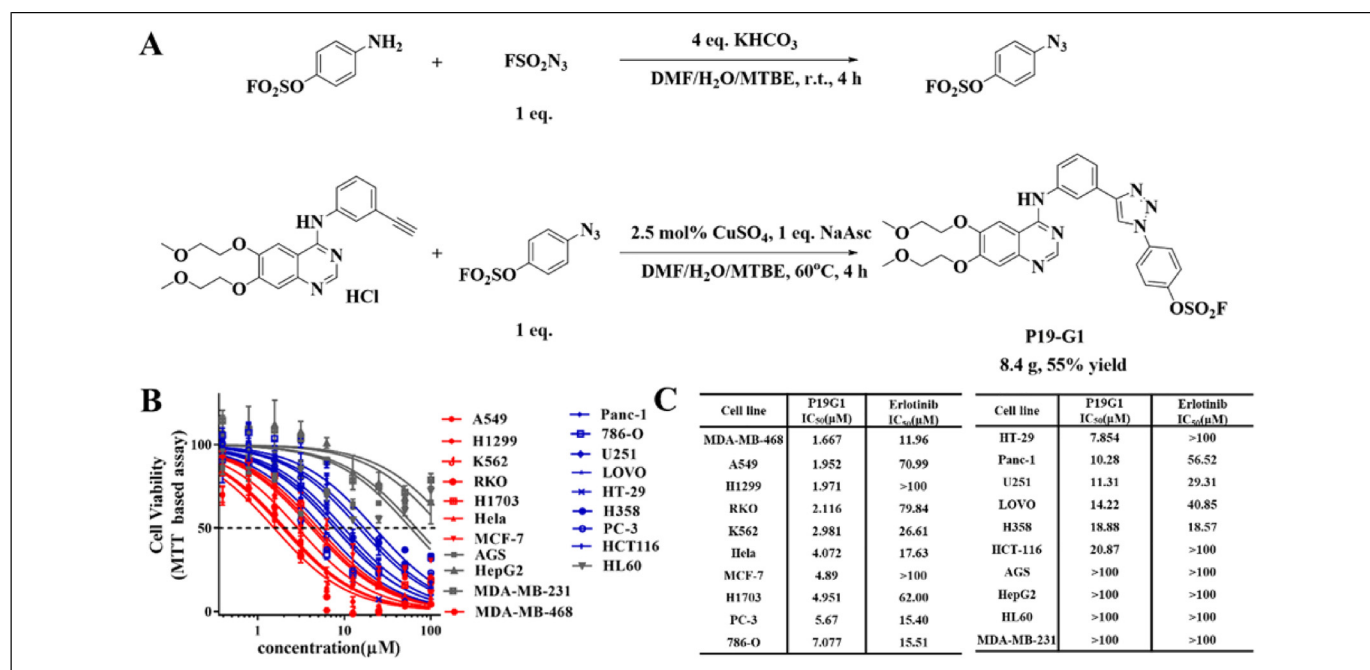 A
NH₂
FO₂SO
+
FSO₂N₃
1 eq.
4 eq. KHCO₃
DMF/H₂O/MTBE, r.t., 4 h
N₃
FO₂SO
HN
O
O
O
O
N
N
HCl
+
N₃
FO₂SO
1 eq.
2.5 mol% CuSO₄, 1 eq. NaAsc
DMF/H₂O/MTBE, 60°C, 4 h
HN
N
N
N
O
O
O
O
N
N
OSO₂F
P19-G1
8.4 g, 55% yield
B
Cell Viability
(MTT based assay)
100
50
0
1 10 100
concentration(μM)
A549
H1299
K562
RKO
H1703
Hela
MCF-7
AGS
HepG2
MDA-MB-231
MDA-MB-468
Panc-1
786-O
U251
LOVO
HT-29
H358
PC-3
HCT116
HL60
C
Cell line P19G1 IC₅₀(μM) Erlotinib IC₅₀(μM)
MDA-MB-468 1.667 11.96
A549 1.952 70.99
H1299 1.971 >100
RKO 2.116 79.84
K562 2.981 26.61
Hela 4.072 17.63
MCF-7 4.89 >100
H1703 4.951 62.00
PC-3 5.67 15.40
786-O 7.077 15.51
Cell line P19G1 IC₅₀(μM) Erlotinib IC₅₀(μM)
HT-29 7.854 >100
Panc-1 10.28 56.52
U251 11.31 29.31
LOVO 14.22 40.85
H358 18.88 18.57
HCT-116 20.87 >100
AGS >100 >100
HepG2 >100 >100
HL60 >100 >100
MDA-MB-231 >100 >100